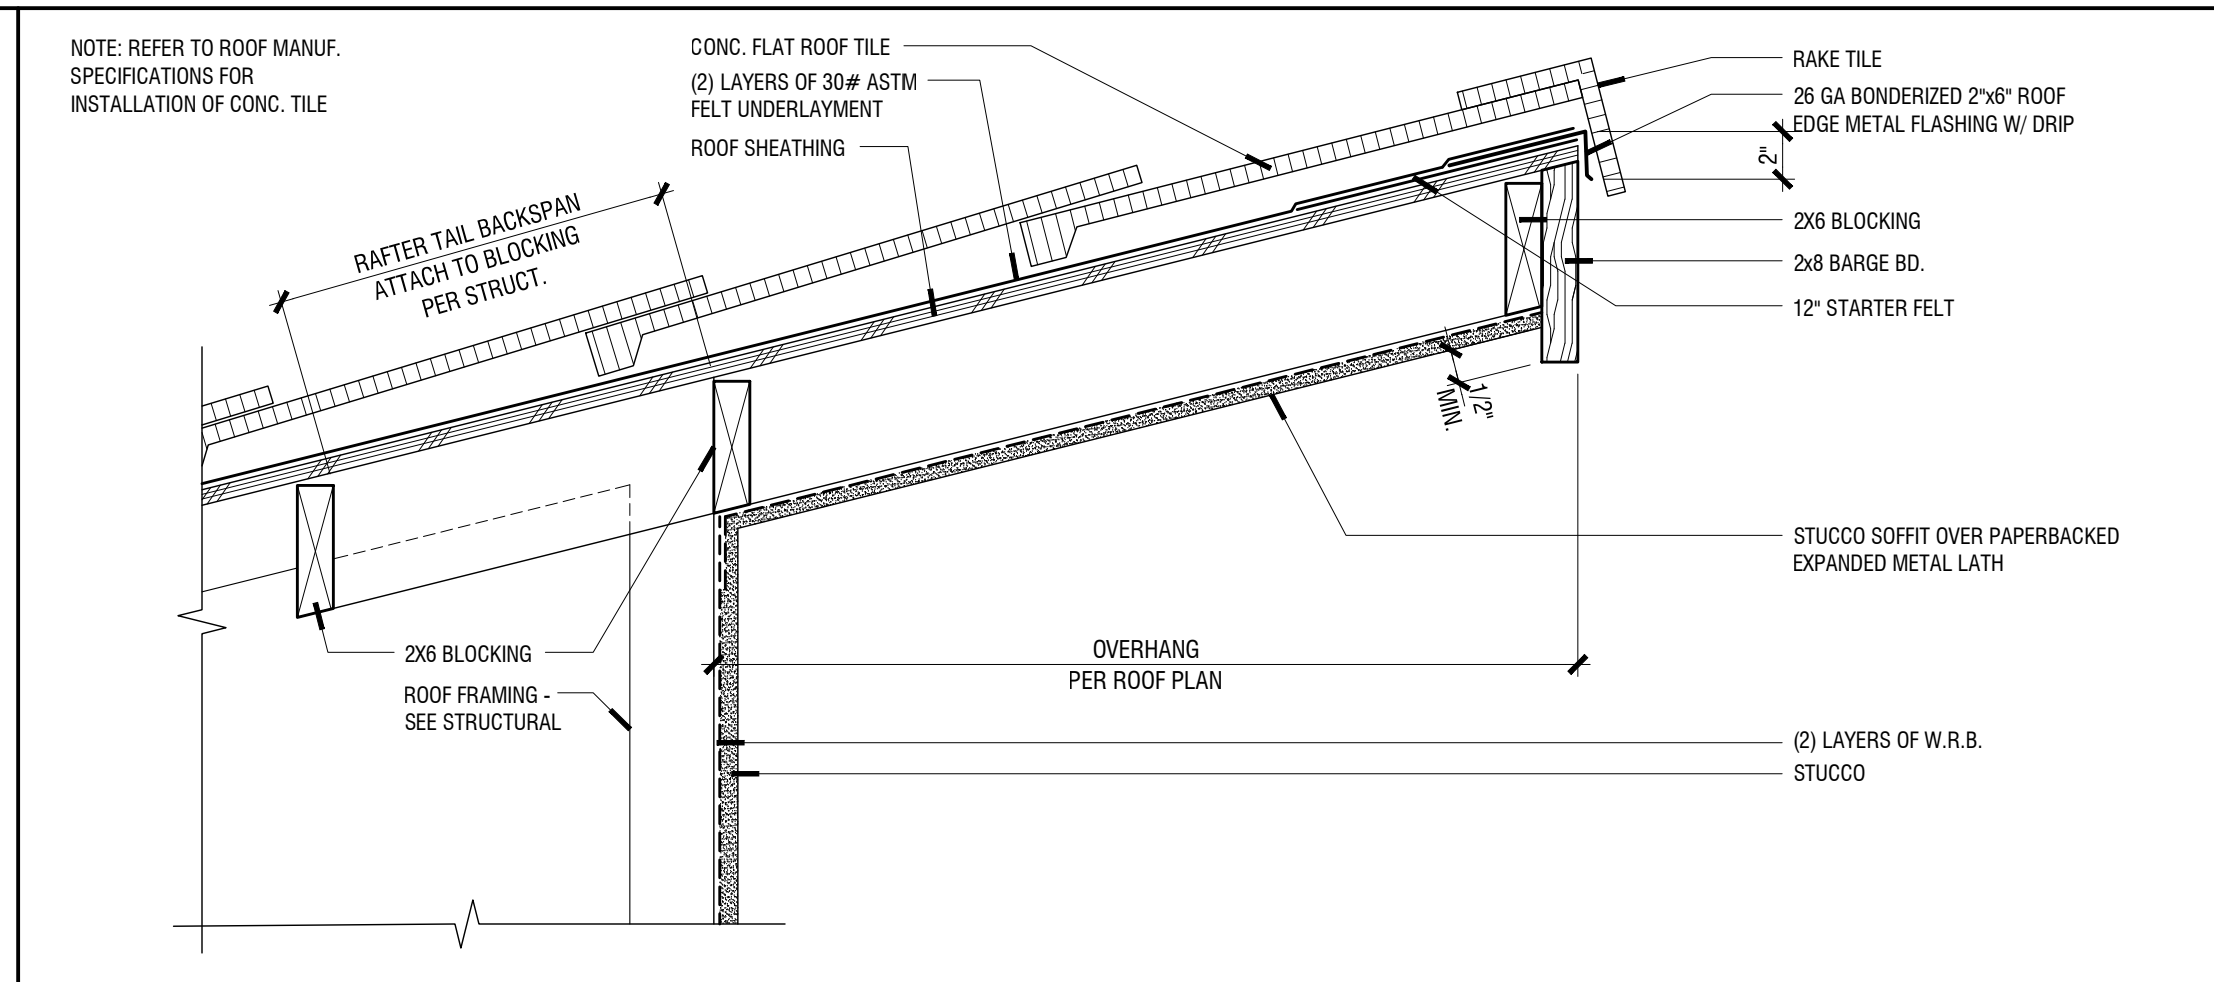 NOTE: REFER TO ROOF MANUF.
SPECIFICATIONS FOR
INSTALLATION OF CONC. TILE
CONC. FLAT ROOF TILE
(2) LAYERS OF 30# ASTM
FELT UNDERLAYMENT
ROOF SHEATHING
RAFTER TAIL BACKSPAN
ATTACH TO BLOCKING
PER STRUCT.
RAKE TILE
26 GA BONDERIZED 2"x6" ROOF
EDGE METAL FLASHING W/ DRIP
2"
2X6 BLOCKING
2x8 BARGE BD.
12" STARTER FELT
1/2"
MIN.
STUCCO SOFFIT OVER PAPERBACKED
EXPANDED METAL LATH
2X6 BLOCKING
ROOF FRAMING -
SEE STRUCTURAL
OVERHANG
PER ROOF PLAN
(2) LAYERS OF W.R.B.
STUCCO